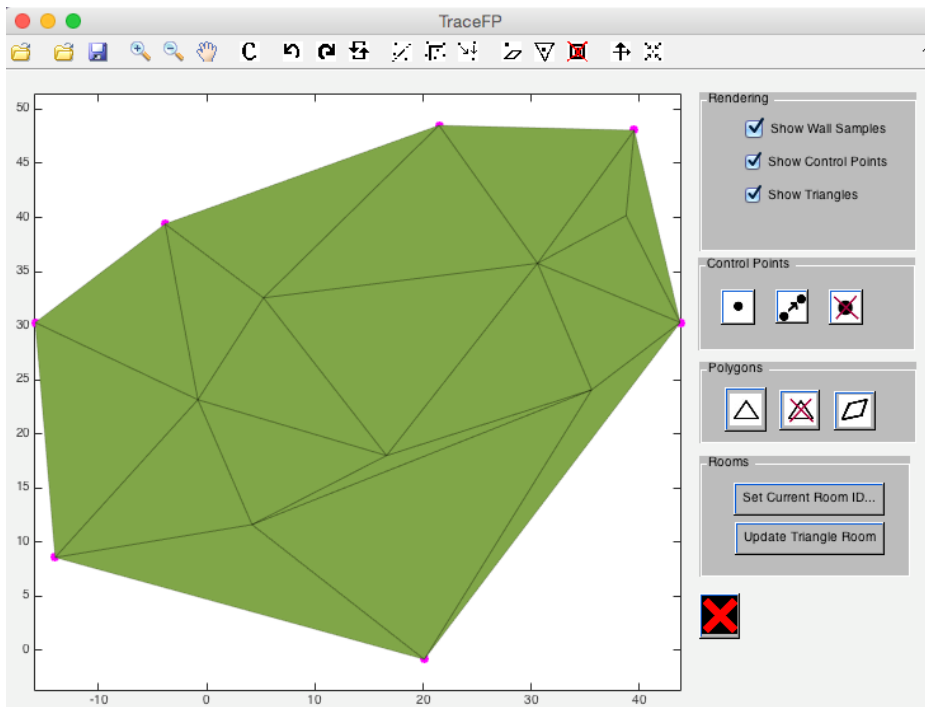 TraceFP
C
Rendering
Show Wall Samples
Show Control Points
Show Triangles
Control Points
Polygons
Rooms
Set Current Room ID...
Update Triangle Room
50
45
40
35
30
25
20
15
10
5
0
-10
0
10
20
30
40